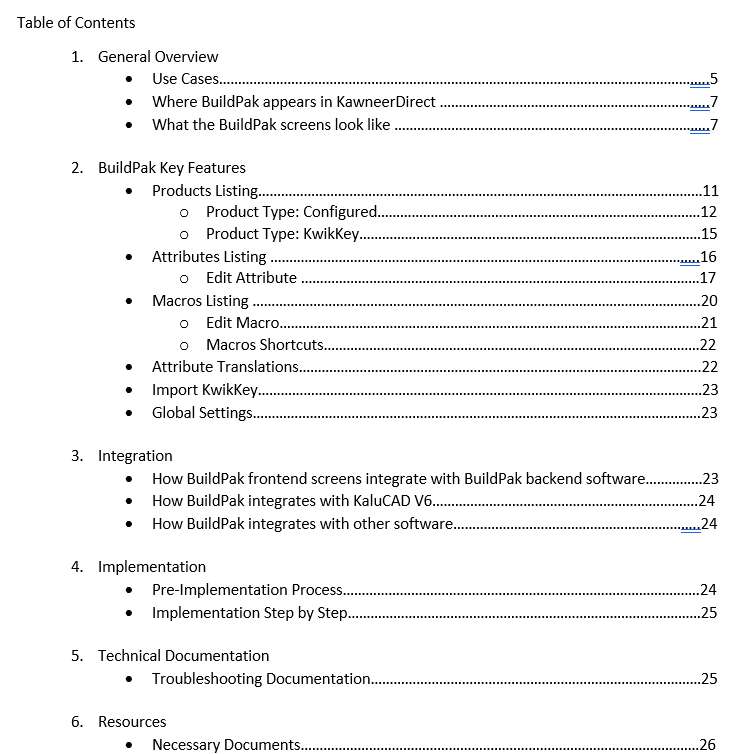 Table of Contents
1. General Overview
• Use Cases..........................................................................................................................5
• Where BuildPak appears in KawneerDirect ....................................................................7
• What the BuildPak screens look like ...............................................................................7
2. BuildPak Key Features
• Products Listing................................................................................................................11
o Product Type: Configured.................................................................................12
o Product Type: KwikKey......................................................................................15
• Attributes Listing .............................................................................................................16
o Edit Attribute ....................................................................................................17
• Macros Listing .................................................................................................................20
o Edit Macro.........................................................................................................21
o Macros Shortcuts...............................................................................................22
• Attribute Translations......................................................................................................22
• Import KwikKey................................................................................................................23
• Global Settings.................................................................................................................23
3. Integration
• How BuildPak frontend screens integrate with BuildPak backend software...............23
• How BuildPak integrates with KaluCAD V6....................................................................24
• How BuildPak integrates with other software...............................................................24
4. Implementation
• Pre-Implementation Process...........................................................................................24
• Implementation Step by Step..........................................................................................25
5. Technical Documentation
• Troubleshooting Documentation....................................................................................25
6. Resources
• Necessary Documents.....................................................................................................26